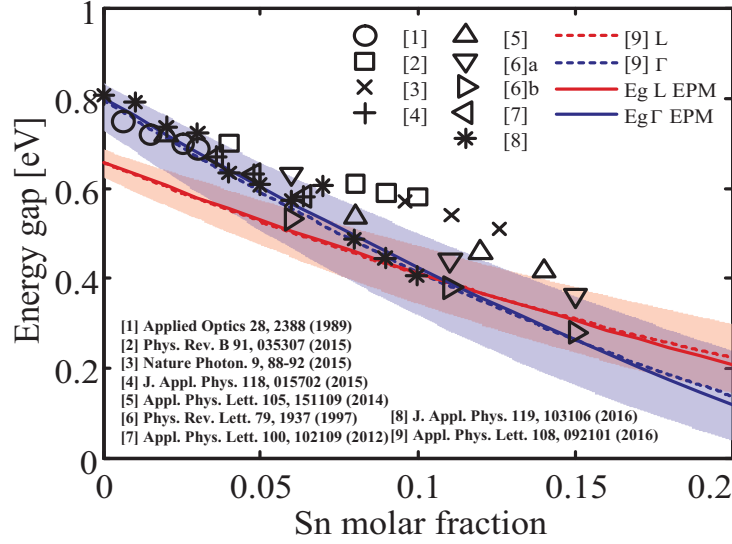 1
0.8
0.6
0.4
0.2
0
Energy gap [eV]
[1]
[2]
[3]
[4]
[5]
[6]a
[6]b
[7]
[8]
[9] L
[9] Γ
Eg L EPM
Eg Γ EPM
[1] Applied Optics 28, 2388 (1989)
[2] Phys. Rev. B 91, 035307 (2015)
[3] Nature Photon. 9, 88-92 (2015)
[4] J. Appl. Phys. 118, 015702 (2015)
[5] Appl. Phys. Lett. 105, 151109 (2014)
[6] Phys. Rev. Lett. 79, 1937 (1997)
[7] Appl. Phys. Lett. 100, 102109 (2012)
[8] J. Appl. Phys. 119, 103106 (2016)
[9] Appl. Phys. Lett. 108, 092101 (2016)
0 0.05 0.1 0.15 0.2
Sn molar fraction